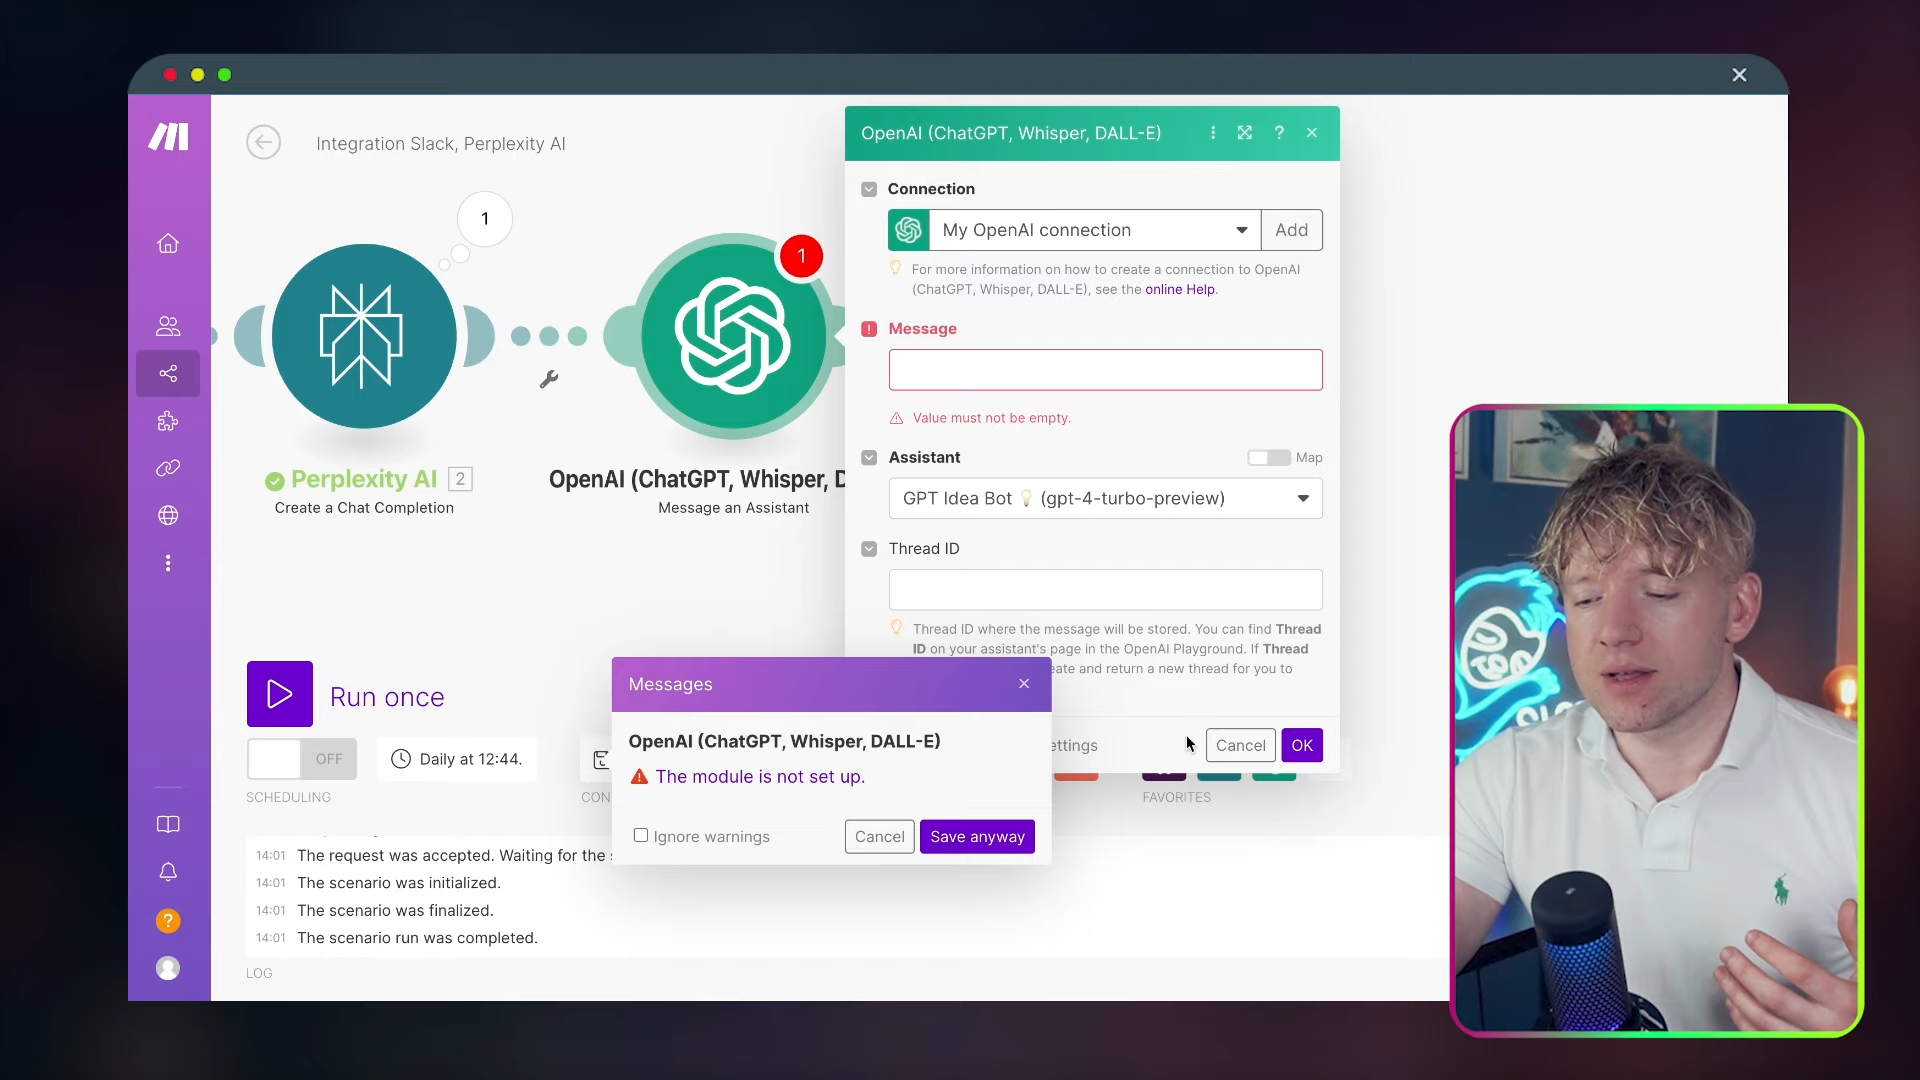 Integration Slack, Perplexity AI
1
Perplexity AI 2
Create a Chat Completion
1
OpenAI (ChatGPT, Whisper, D
Message an Assistant
OpenAI (ChatGPT, Whisper, DALL-E)
Connection
My OpenAI connection
Add
For more information on how to create a connection to OpenAI
(ChatGPT, Whisper, DALL-E), see the online Help.
Message
Value must not be empty.
Assistant
Map
GPT Idea Bot 💡 (gpt-4-turbo-preview)
Thread ID
Thread ID where the message will be stored. You can find Thread
ID on your assistant's page in the OpenAI Playground. If Thread
eate and return a new thread for you to
ettings
Cancel
OK
Run once
OFF
Daily at 12:44.
SCHEDULING
CON
FAVORITES
Messages
OpenAI (ChatGPT, Whisper, DALL-E)
The module is not set up.
Ignore warnings
Cancel
Save anyway
14:01 The request was accepted. Waiting for the
14:01 The scenario was initialized.
14:01 The scenario was finalized.
14:01 The scenario run was completed.
LOG